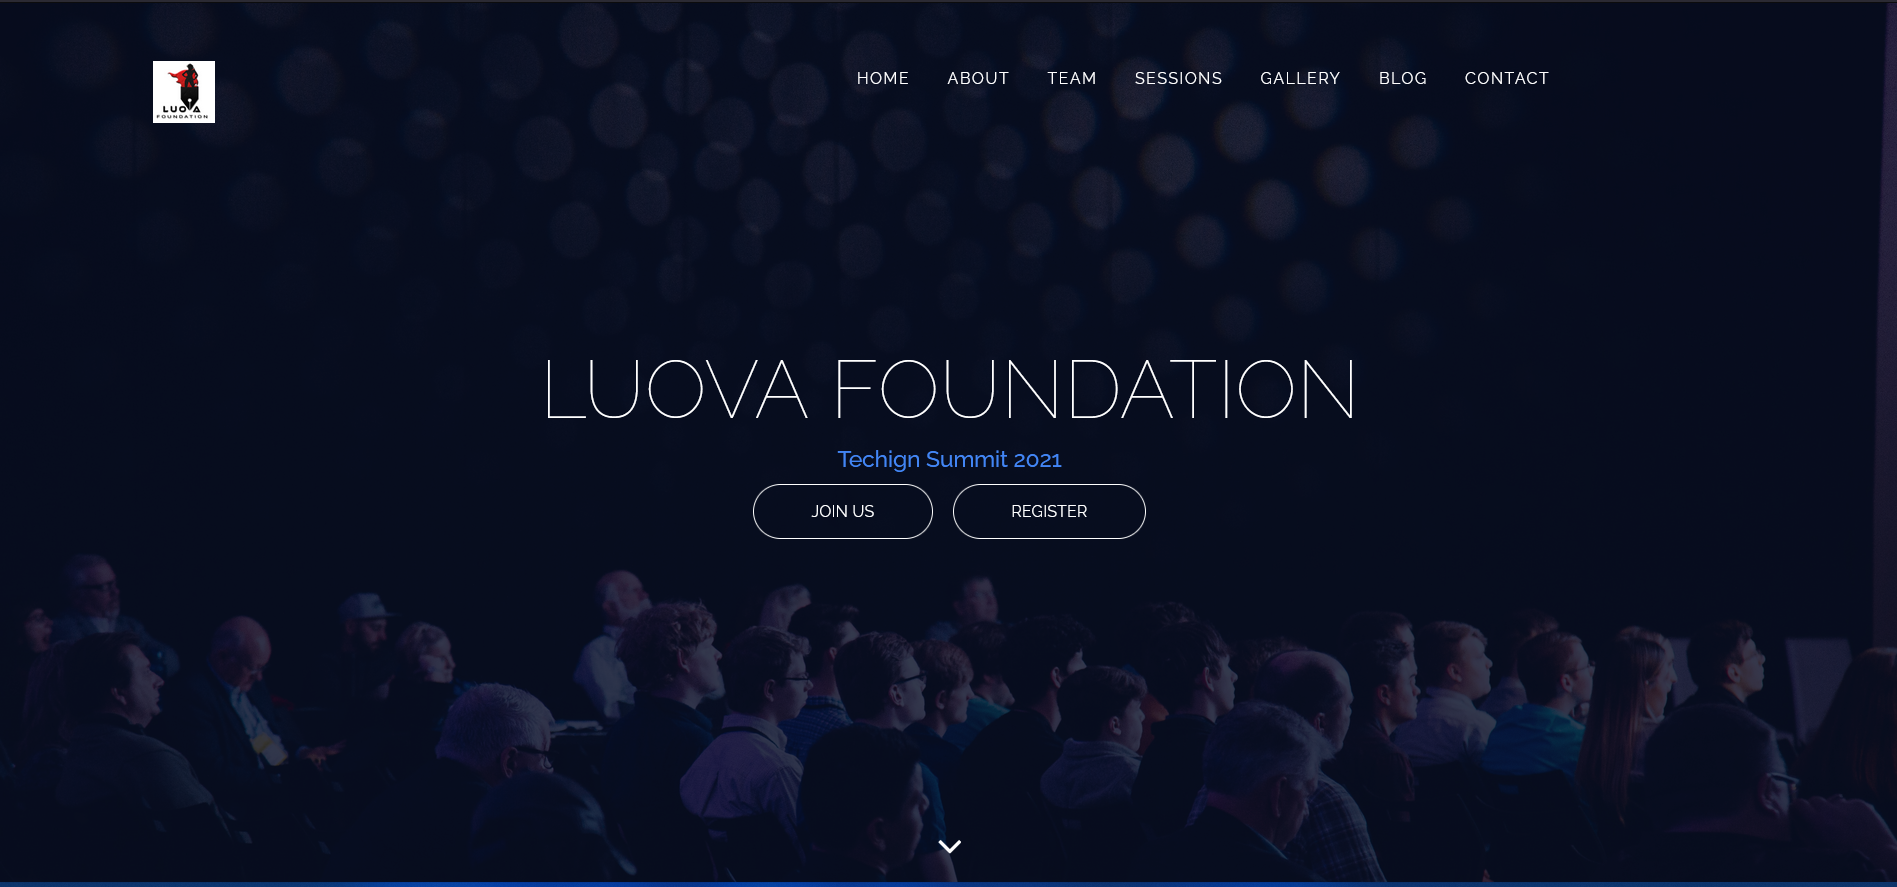 LUOVA
FOUNDATION
HOME ABOUT TEAM SESSIONS GALLERY BLOG CONTACT
LUOVA FOUNDATION
Techign Summit 2021
JOIN US REGISTER